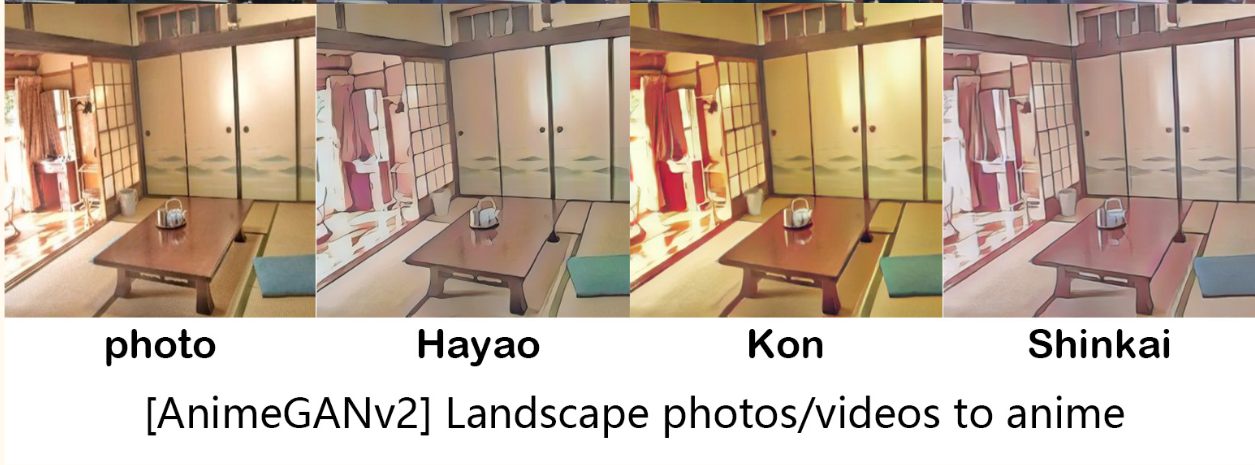 photo Hayao Kon Shinkai
[AnimeGANv2] Landscape photos/videos to anime